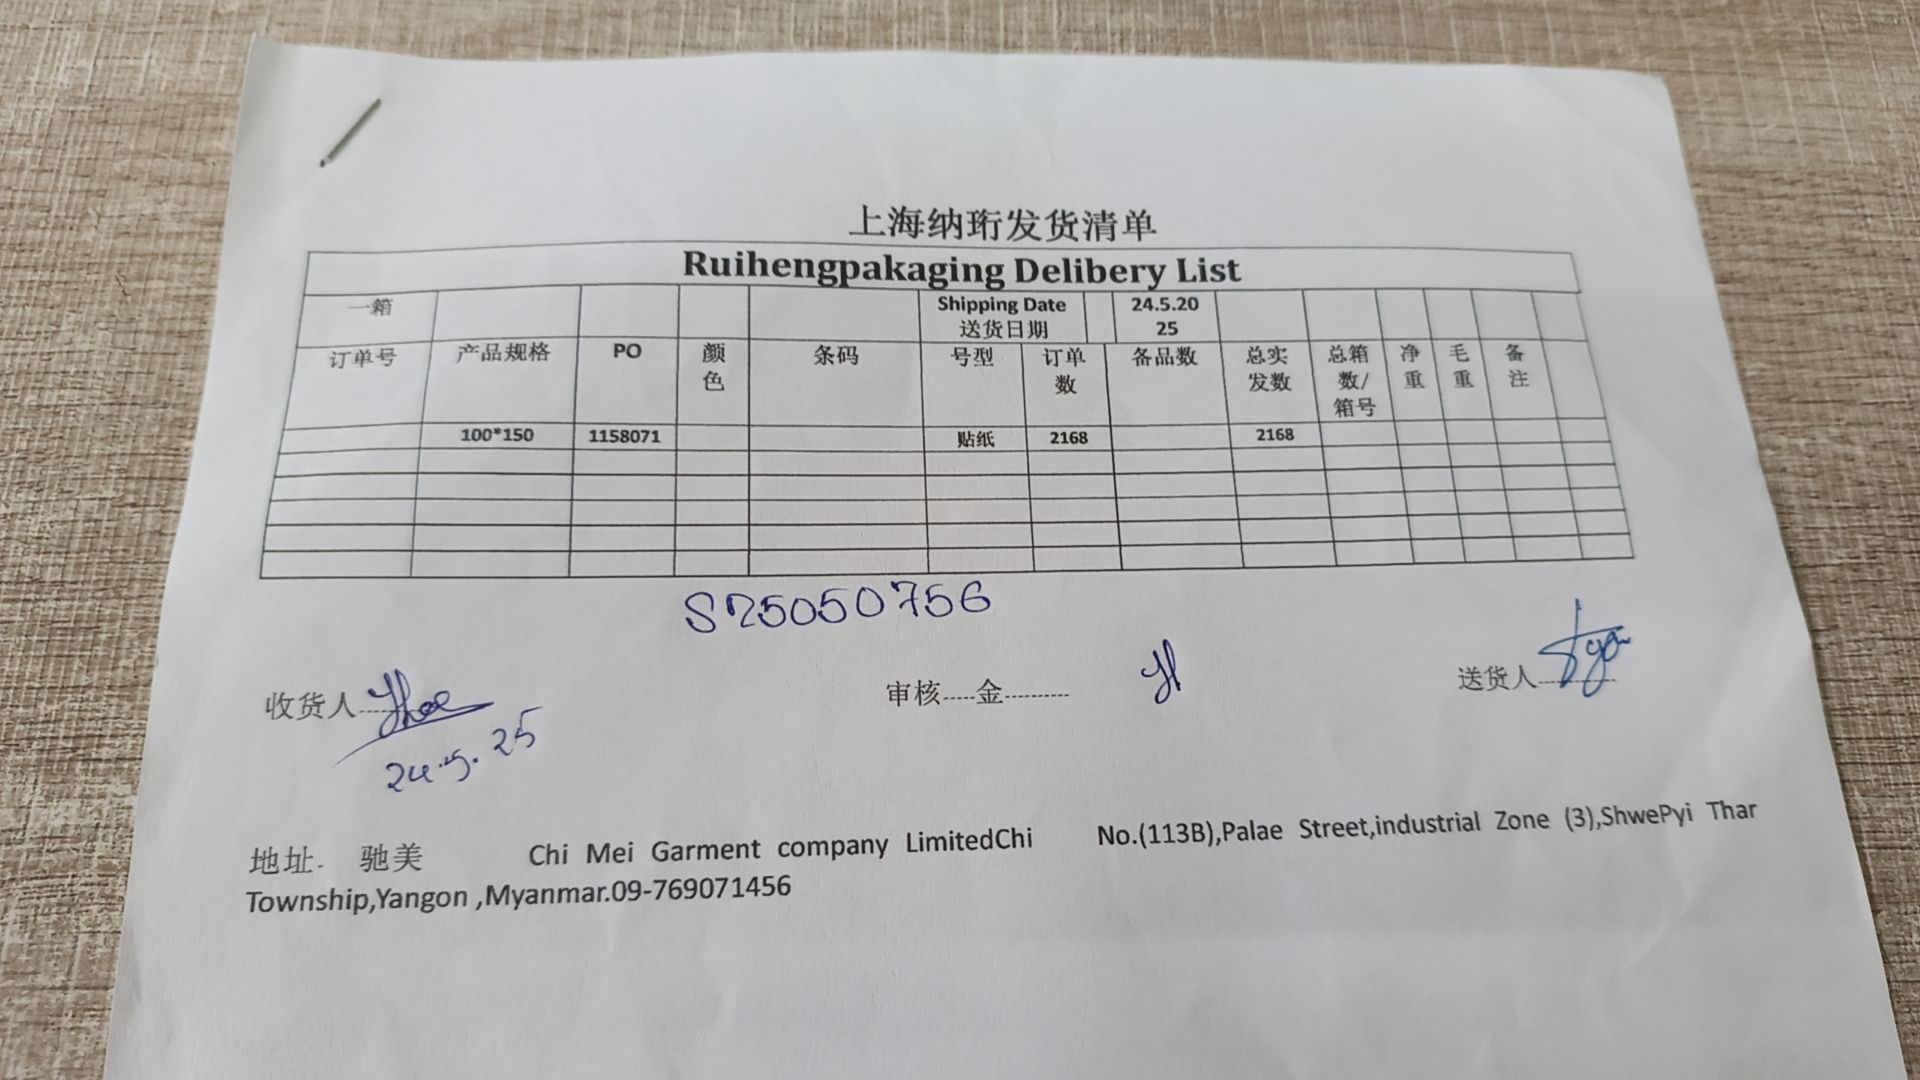 上海纳珩发货清单
Ruihengpakaging Delibery List
一箱 Shipping Date 送货日期 24.5.2025
订单号 产品规格 PO 颜色 条码 号型 订单数 备品数 总实发数 总箱数/箱号 净重 毛重 备注
100*150 1158071 贴纸 2168 2168
S25050756
收货人 审核.....金.......... 送货人
24.5.25
地址. 驰美 Chi Mei Garment company LimitedChi No.(113B),Palae Street,industrial Zone (3),ShwePyi Thar
Township,Yangon ,Myanmar.09-769071456